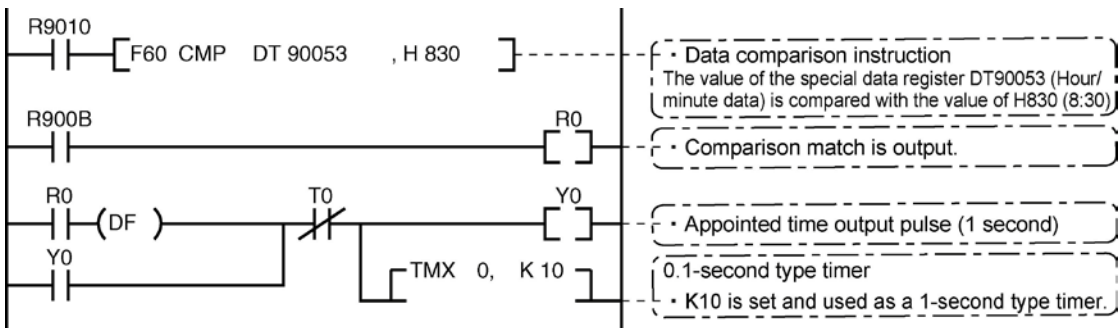 R9010
F60 CMP DT 90053 , H 830
・Data comparison instruction
The value of the special data register DT90053 (Hour/
minute data) is compared with the value of H830 (8:30)
R900B
R0
・Comparison match is output.
R0
(DF )
T0
Y0
・Appointed time output pulse (1 second)
Y0
TMX 0, K 10
0.1-second type timer
・K10 is set and used as a 1-second type timer.